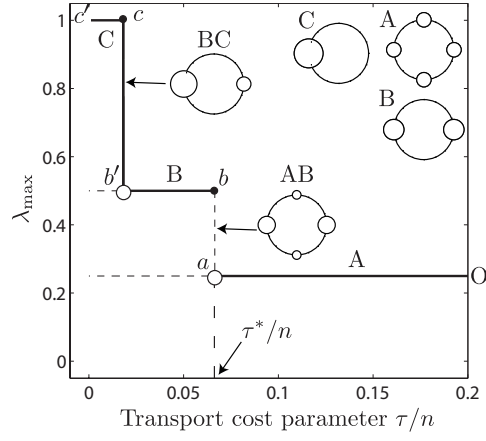 c′ c
C
BC
C
A
B
1
0.8
0.6
0.4
0.2
0
λmax
b′
B
b
AB
a
A
O
τ*/n
0 0.05 0.1 0.15 0.2
Transport cost parameter τ/n